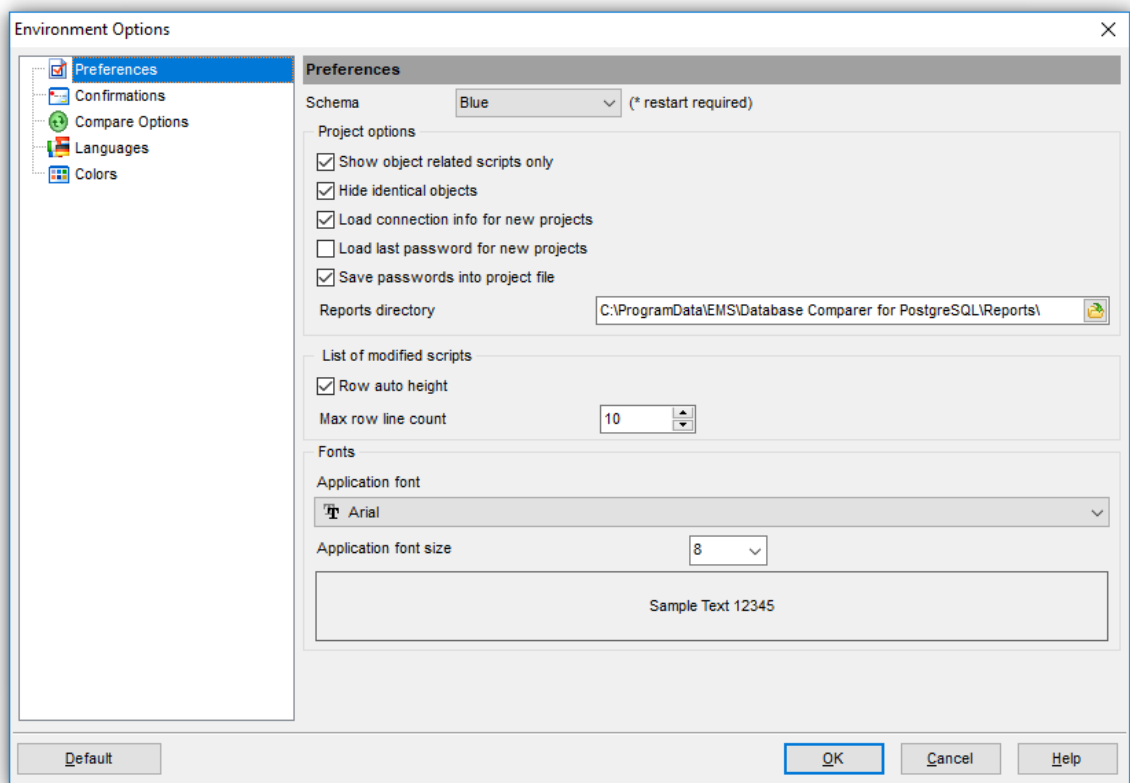 Environment Options
Preferences
Confirmations
Compare Options
Languages
Colors
Preferences
Schema Blue (* restart required)
Project options
Show object related scripts only
Hide identical objects
Load connection info for new projects
Load last password for new projects
Save passwords into project file
Reports directory C:\ProgramData\EMS\Database Comparer for PostgreSQL\Reports\
List of modified scripts
Row auto height
Max row line count 10
Fonts
Application font
Arial
Application font size 8
Sample Text 12345
Default OK Cancel Help